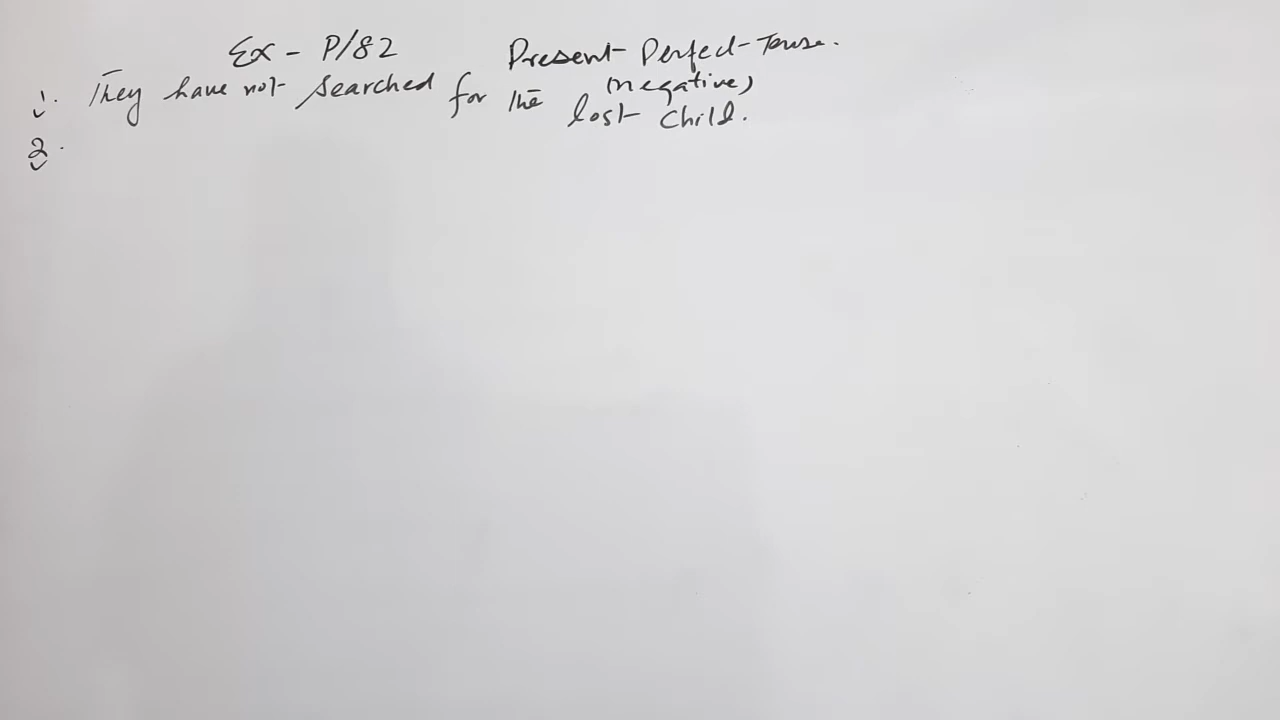 Ex - P/82 Present Perfect Tense.
(negative)
1. They have not searched for the lost child.
2.